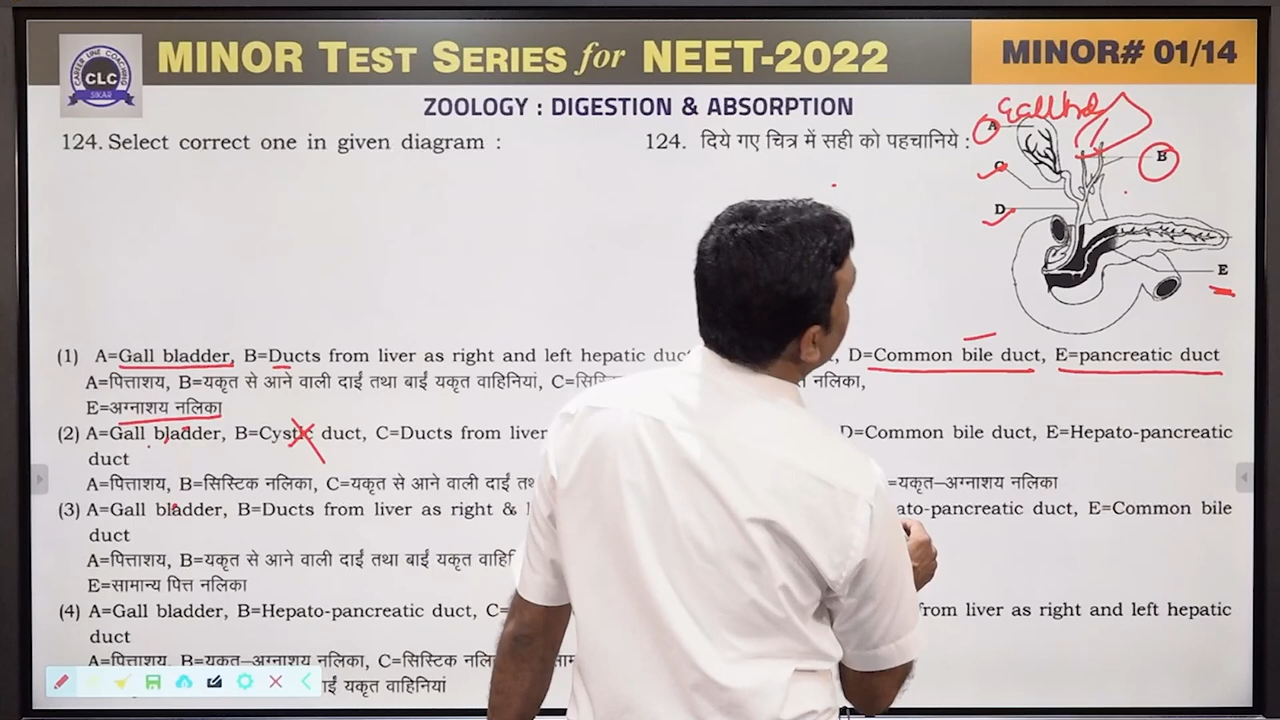 CAREER LINE COACHING
CLC
SIKAR
MINOR TEST SERIES for NEET-2022
MINOR# 01/14
ZOOLOGY : DIGESTION & ABSORPTION
124. Select correct one in given diagram :
124. दिये गए चित्र में सही को पहचानिये :
A
B
C
D
E
(1) A=Gall bladder, B=Ducts from liver as right and left hepatic duct D=Common bile duct, E=pancreatic duct
A=पित्ताशय, B=यकृत से आने वाली दाईं तथा बाईं यकृत वाहिनियां, नलिका,
E=अग्नाशय नलिका
(2) A=Gall bladder, B=Cystic duct, C=Ducts from liver D=Common bile duct, E=Hepato-pancreatic
duct
A=पित्ताशय, B=सिस्टिक नलिका, C=यकृत से आने वाली दाईं =यकृत–अग्नाशय नलिका
(3) A=Gall bladder, B=Ducts from liver as right & duct, E=Common bile
duct
A=पित्ताशय, B=यकृत से आने वाली दाईं तथा बाईं यकृत
E=सामान्य पित्त नलिका
(4) A=Gall bladder, B=Hepato-pancreatic duct, from liver as right and left hepatic
duct
A=पित्ताशय, B=यकृत–अग्नाशय नलिका, C=सिस्टिक
यकृत वाहिनियां